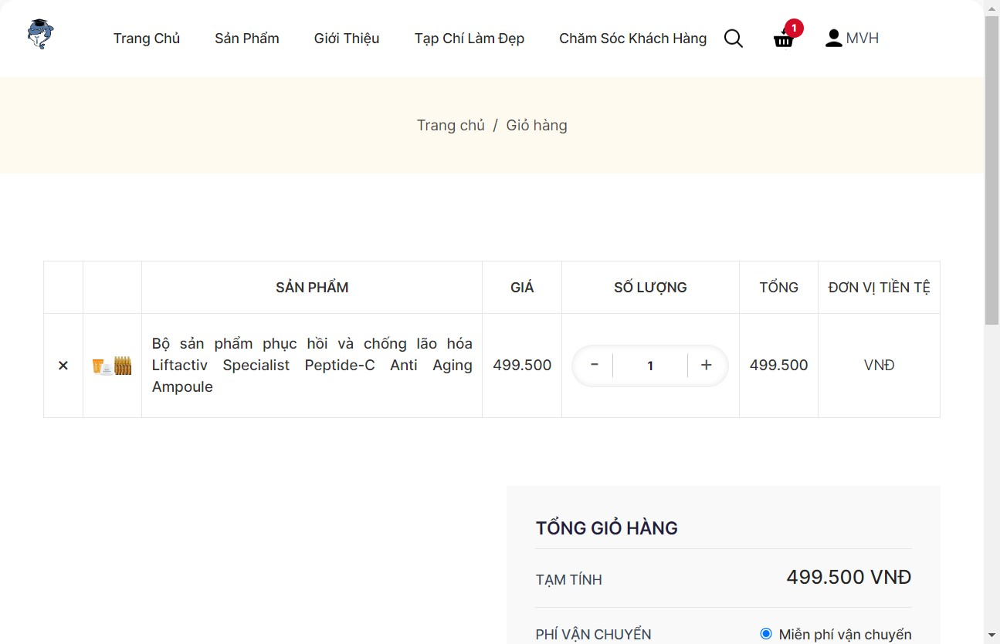 Trang Chủ Sản Phẩm Giới Thiệu Tạp Chí Làm Đẹp Chăm Sóc Khách Hàng 1 MVH
Trang chủ / Giỏ hàng
SẢN PHẨM GIÁ SỐ LƯỢNG TỔNG ĐƠN VỊ TIỀN TỆ
Bộ sản phẩm phục hồi và chống lão hóa
Liftactiv Specialist Peptide-C Anti Aging
Ampoule
499.500 - 1 + 499.500 VNĐ
TỔNG GIỎ HÀNG
TẠM TÍNH 499.500 VNĐ
PHÍ VẬN CHUYỂN Miễn phí vận chuyển